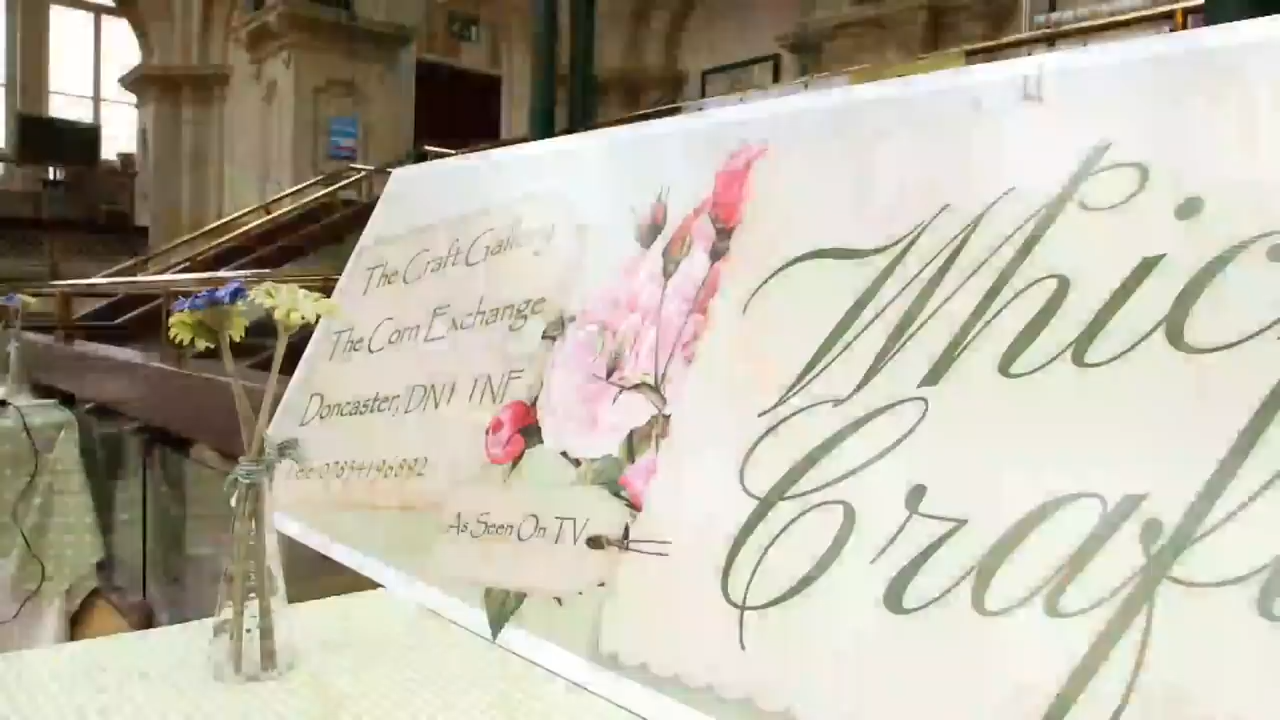 The Craft Gallery
The Corn Exchange
Doncaster, DN1 1NF
As Seen On TV
Whic
Craf